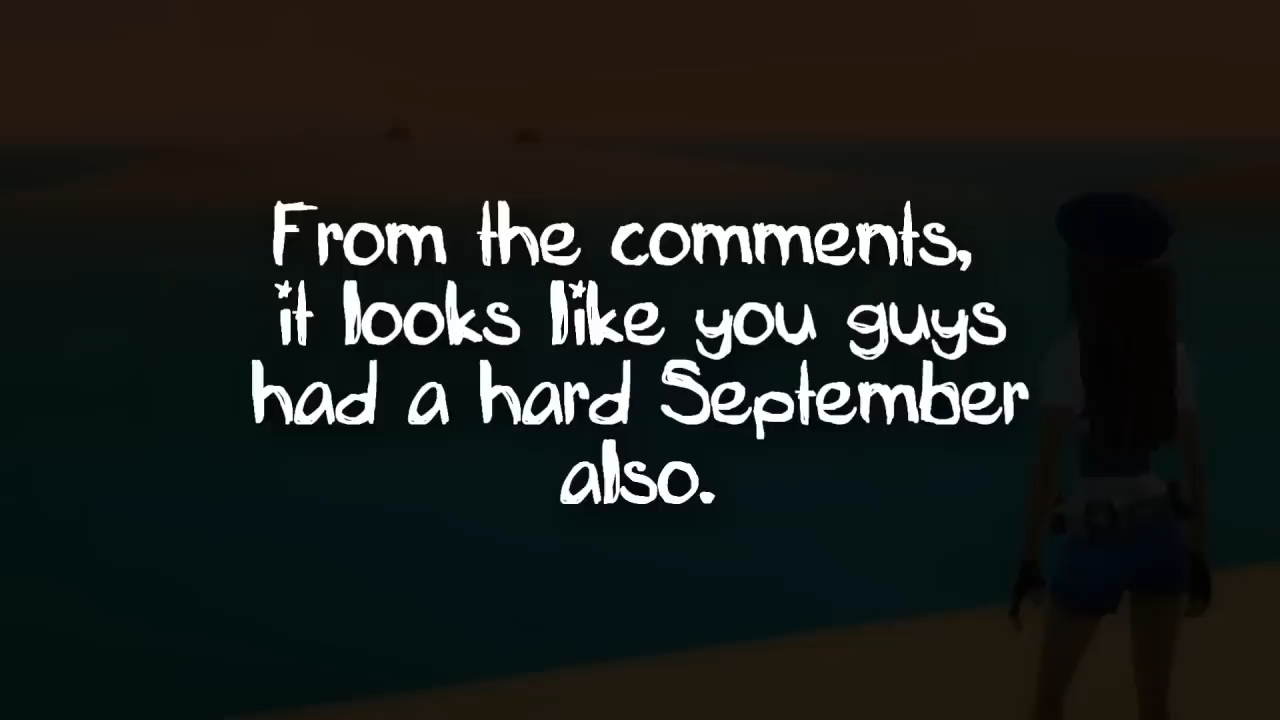 From the comments,
it looks like you guys
had a hard September
also.